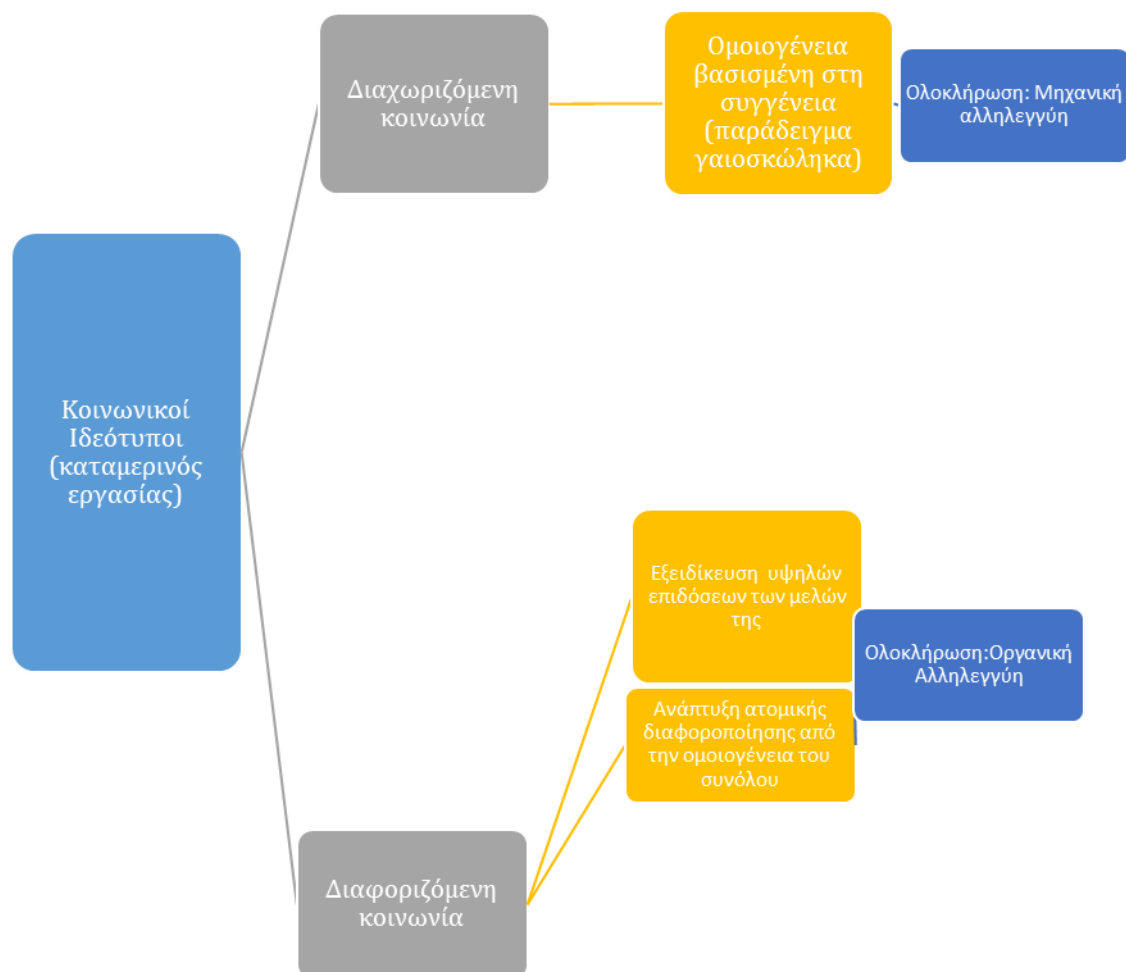 Διαχωριζόμενη
κοινωνία
Ομοιογένεια
βασισμένη στη
συγγένεια
(παράδειγμα
γαιοσκώληκα)
Ολοκλήρωση: Μηχανική
αλληλεγγύη
Κοινωνικοί
Ιδεότυποι
(καταμερινός
εργασίας)
Εξειδίκευση υψηλών
επιδόσεων των μελών
της
Ολοκλήρωση:Οργανική
Αλληλεγγύη
Ανάπτυξη ατομικής
διαφοροποίησης από
την ομοιογένεια του
συνόλου
Διαφοριζόμενη
κοινωνία